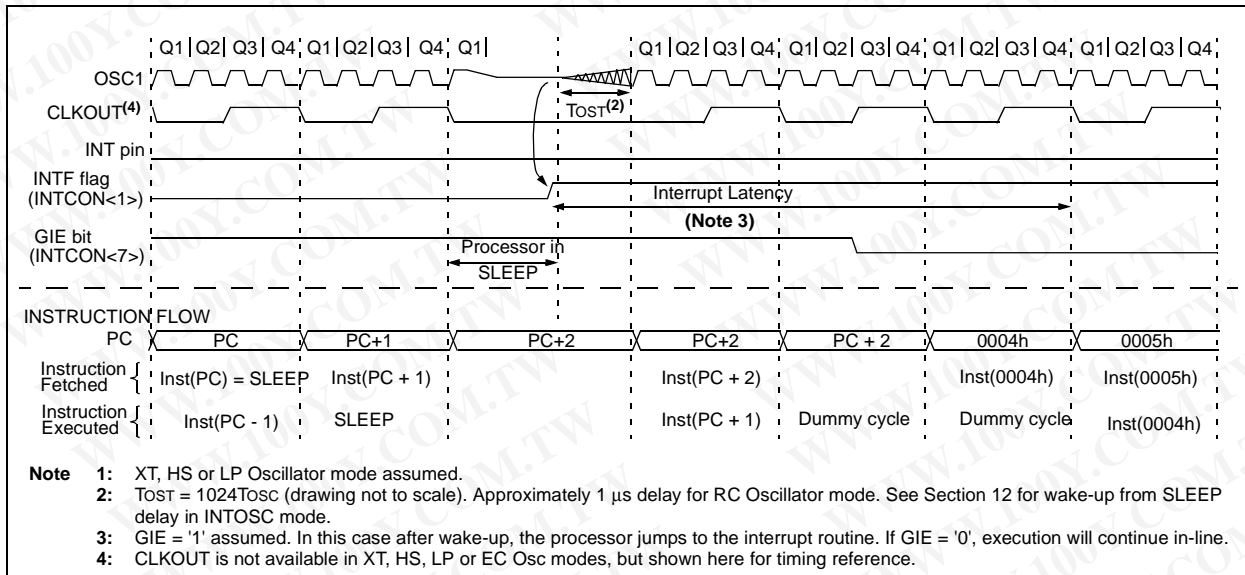 Q1 | Q2 | Q3 | Q4 | Q1 | Q2 | Q3 | Q4 | Q1 | Q1 | Q2 | Q3 | Q4 | Q1 | Q2 | Q3 | Q4 | Q1 | Q2 | Q3 | Q4 | Q1 | Q2 | Q3 | Q4
OSC1
CLKOUT(4)
TOST(2)
INT pin
INTF flag
(INTCON<1>)
Interrupt Latency
(Note 3)
GIE bit
(INTCON<7>)
Processor in
SLEEP
INSTRUCTION FLOW
PC PC PC+1 PC+2 PC+2 PC + 2 0004h 0005h
Instruction
Fetched { Inst(PC) = SLEEP Inst(PC + 1) Inst(PC + 2) Inst(0004h) Inst(0005h)
Instruction
Executed { Inst(PC - 1) SLEEP Inst(PC + 1) Dummy cycle Dummy cycle Inst(0004h)
Note 1: XT, HS or LP Oscillator mode assumed.
2: TOST = 1024TOSC (drawing not to scale). Approximately 1 µs delay for RC Oscillator mode. See Section 12 for wake-up from SLEEP
delay in INTOSC mode.
3: GIE = '1' assumed. In this case after wake-up, the processor jumps to the interrupt routine. If GIE = '0', execution will continue in-line.
4: CLKOUT is not available in XT, HS, LP or EC Osc modes, but shown here for timing reference.
WWW.100Y.COM.TW